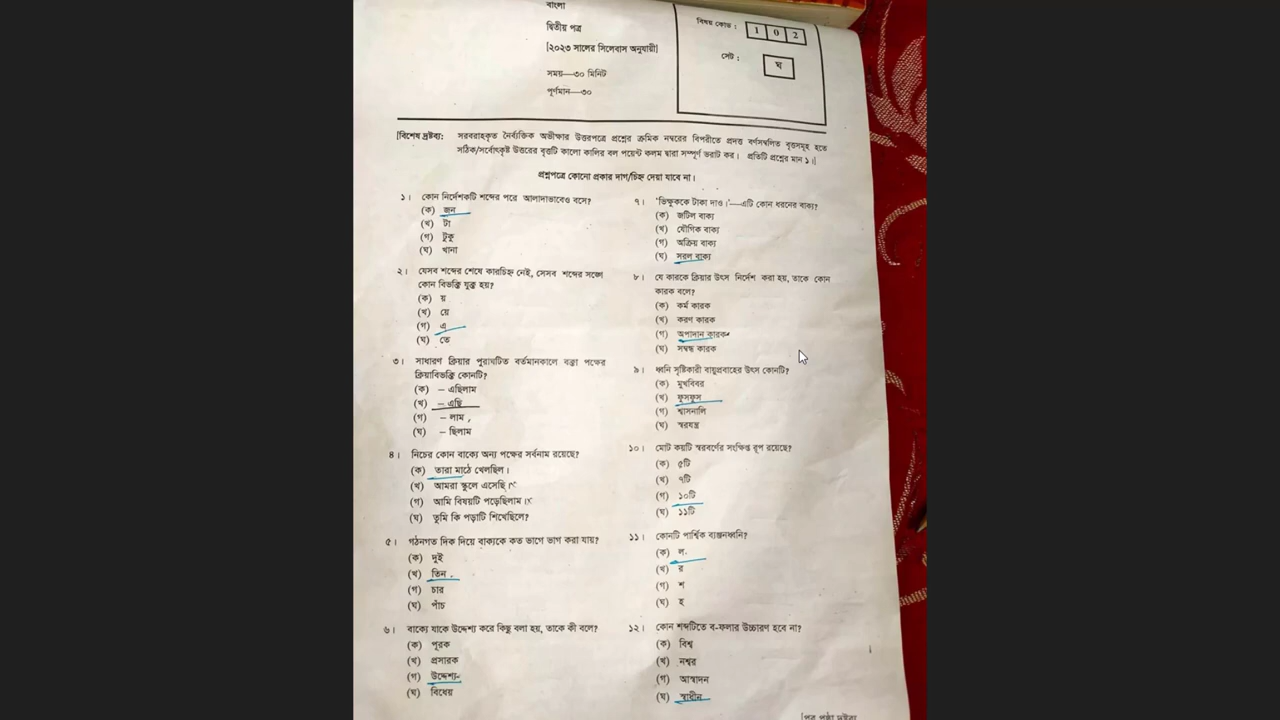 বাংলা
দ্বিতীয় পত্র
[২০২৩ সালের সিলেবাস অনুযায়ী]
সময়—৩০ মিনিট
পূর্ণমান—৩০
বিষয় কোড : 1 0 2
সেট : ঘ
[বিশেষ দ্রষ্টব্য: সরবরাহকৃত নৈর্ব্যক্তিক অভীক্ষার উত্তরপত্রে প্রশ্নের ক্রমিক নম্বরের বিপরীতে প্রদত্ত বর্ণসম্বলিত বৃত্তসমূহ হতে
সঠিক/সর্বোৎকৃষ্ট উত্তরের বৃত্তটি কালো কালির বল পয়েন্ট কলম দ্বারা সম্পূর্ণ ভরাট কর। প্রতিটি প্রশ্নের মান ১।]
প্রশ্নপত্রে কোনো প্রকার দাগ/চিহ্ন দেয়া যাবে না।
১। কোন নির্দেশকটি শব্দের পরে আলাদাভাবেও বসে?
(ক) জন
(খ) টা
(গ) টুকু
(ঘ) খানা
২। যেসব শব্দের শেষে কারচিহ্ন নেই, সেসব শব্দের সঙ্গে
কোন বিভক্তি যুক্ত হয়?
(ক) য়
(খ) য়ে
(গ) এ
(ঘ) তে
৩। সাধারণ ক্রিয়ার পুরাঘটিত বর্তমানকালে বক্তা পক্ষের
ক্রিয়াবিভক্তি কোনটি?
(ক) – এছিলাম
(খ) – এছি
(গ) – লাম
(ঘ) – ছিলাম
৪। নিচের কোন বাক্যে অন্য পক্ষের সর্বনাম রয়েছে?
(ক) তারা মাঠে খেলছিল।
(খ) আমরা স্কুলে এসেছি।
(গ) আমি বিষয়টি পড়েছিলাম।
(ঘ) তুমি কি পড়াটি শিখেছিলে?
৫। গঠনগত দিক দিয়ে বাক্যকে কত ভাগে ভাগ করা যায়?
(ক) দুই
(খ) তিন
(গ) চার
(ঘ) পাঁচ
৬। বাক্যে যাকে উদ্দেশ্য করে কিছু বলা হয়, তাকে কী বলে?
(ক) পূরক
(খ) প্রসারক
(গ) উদ্দেশ্য
(ঘ) বিধেয়
৭। 'ভিক্ষুককে টাকা দাও।'—এটি কোন ধরনের বাক্য?
(ক) জটিল বাক্য
(খ) যৌগিক বাক্য
(গ) অক্রিয় বাক্য
(ঘ) সরল বাক্য
৮। যে কারকে ক্রিয়ার উৎস নির্দেশ করা হয়, তাকে কোন
কারক বলে?
(ক) কর্ম কারক
(খ) করণ কারক
(গ) অপাদান কারক
(ঘ) সম্বন্ধ কারক
৯। ধ্বনি সৃষ্টিকারী বায়ুপ্রবাহের উৎস কোনটি?
(ক) মুখবিবর
(খ) ফুসফুস
(গ) শ্বাসনালি
(ঘ) স্বরযন্ত্র
১০। মোট কয়টি স্বরবর্ণের সংক্ষিপ্ত রূপ রয়েছে?
(ক) ৫টি
(খ) ৭টি
(গ) ১০টি
(ঘ) ১১টি
১১। কোনটি পার্শ্বিক ব্যঞ্জনধ্বনি?
(ক) ল
(খ) র
(গ) শ
(ঘ) হ
১২। কোন শব্দটিতে ব-ফলার উচ্চারণ হবে না?
(ক) বিশ্ব
(খ) নশ্বর
(গ) আস্বাদন
(ঘ) স্বাধীন